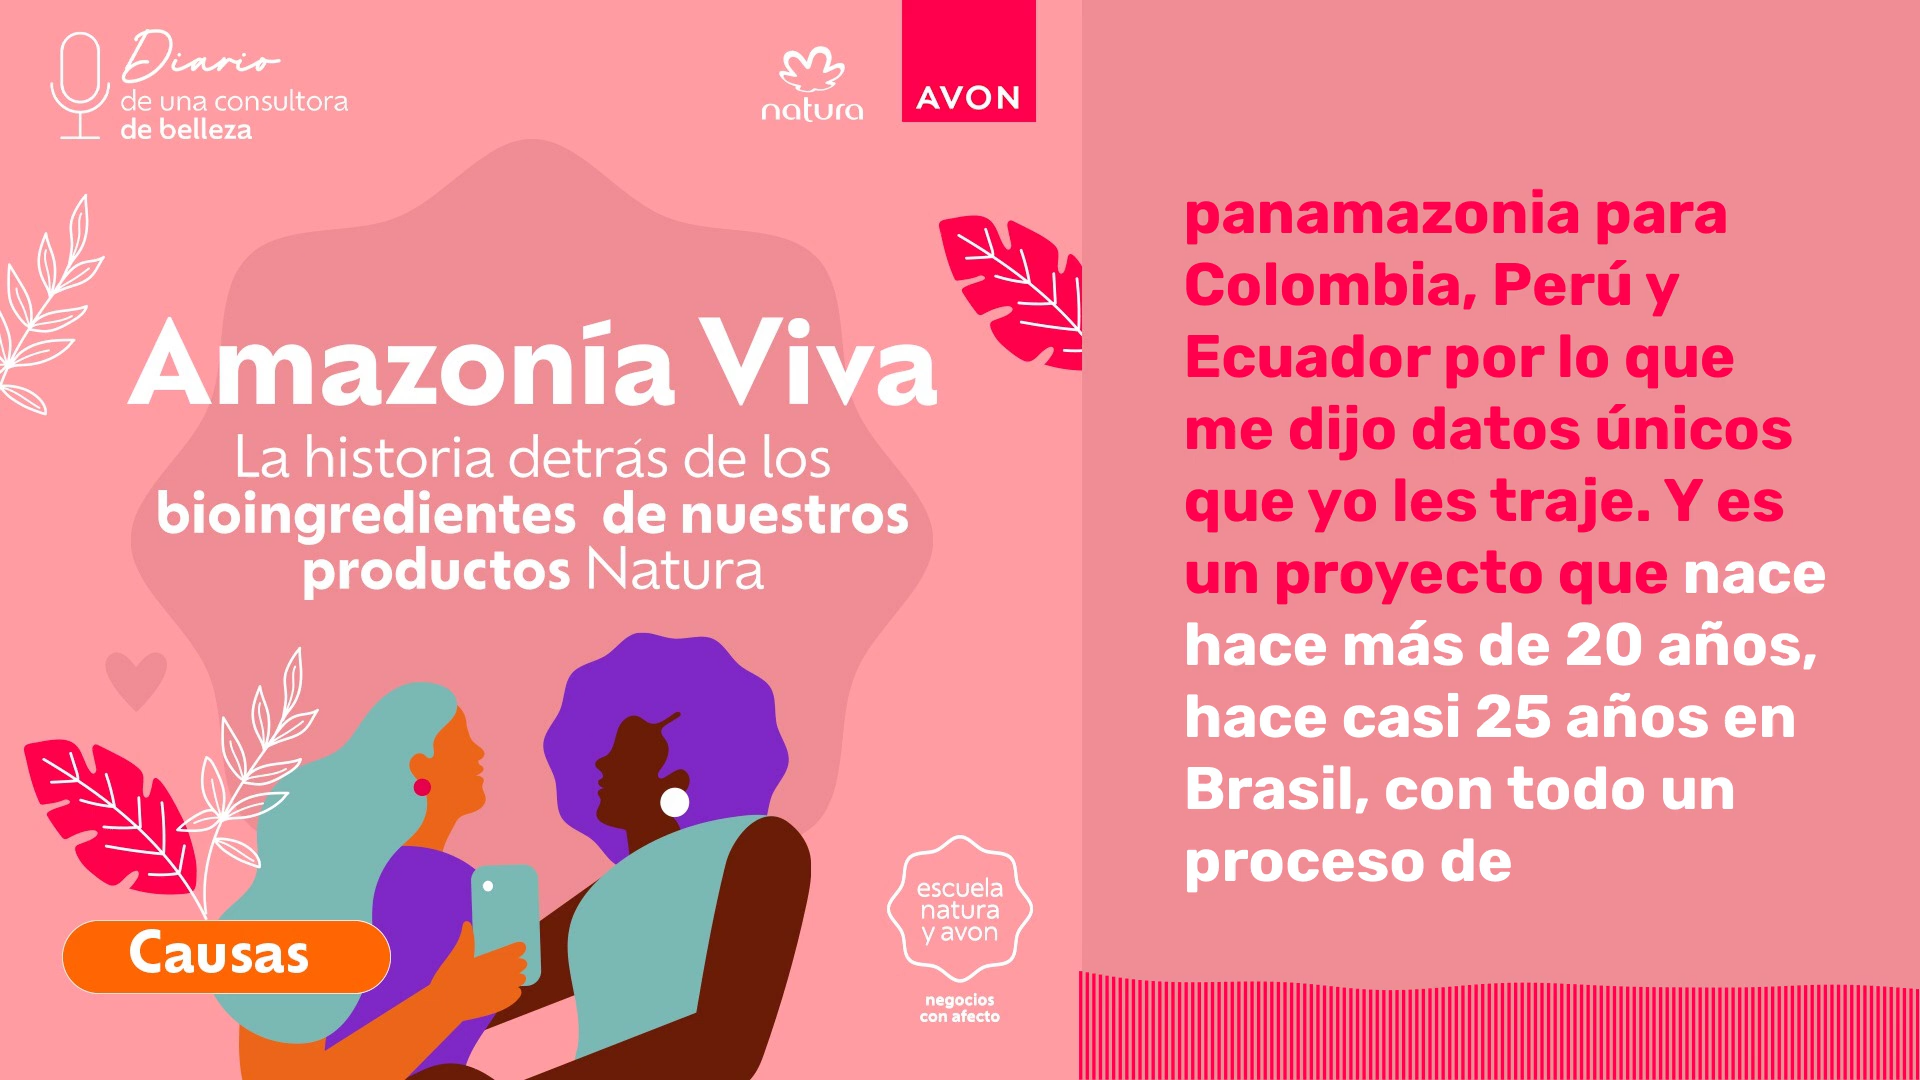 Diario
de una consultora
de belleza
natura
AVON
Amazonía Viva
La historia detrás de los
bioingredientes de nuestros
productos Natura
Causas
escuela
natura
y avon
negocios
con afecto
panamazonia para
Colombia, Perú y
Ecuador por lo que
me dijo datos únicos
que yo les traje. Y es
un proyecto que nace
hace más de 20 años,
hace casi 25 años en
Brasil, con todo un
proceso de